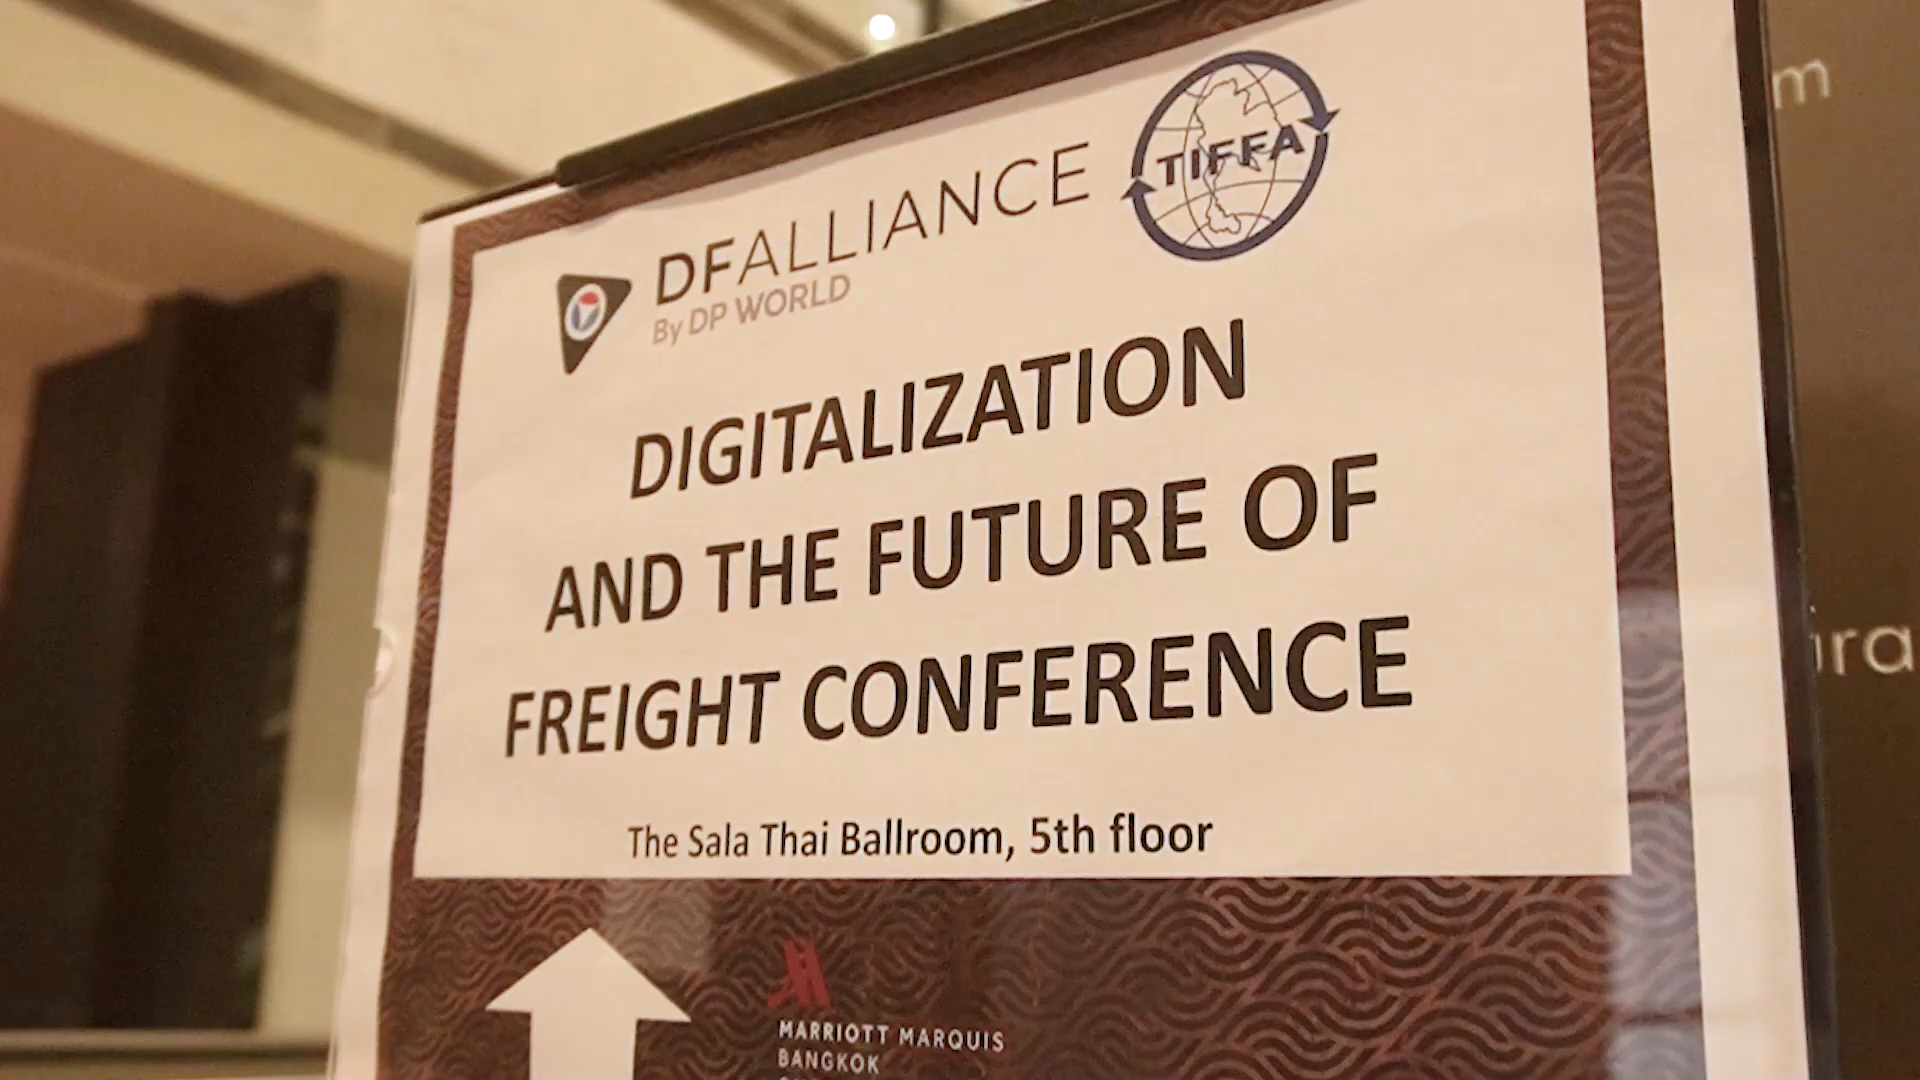 DFALLIANCE
By DP WORLD
TIFFA
DIGITALIZATION
AND THE FUTURE OF
FREIGHT CONFERENCE
The Sala Thai Ballroom, 5th floor
MARRIOTT MARQUIS
BANGKOK